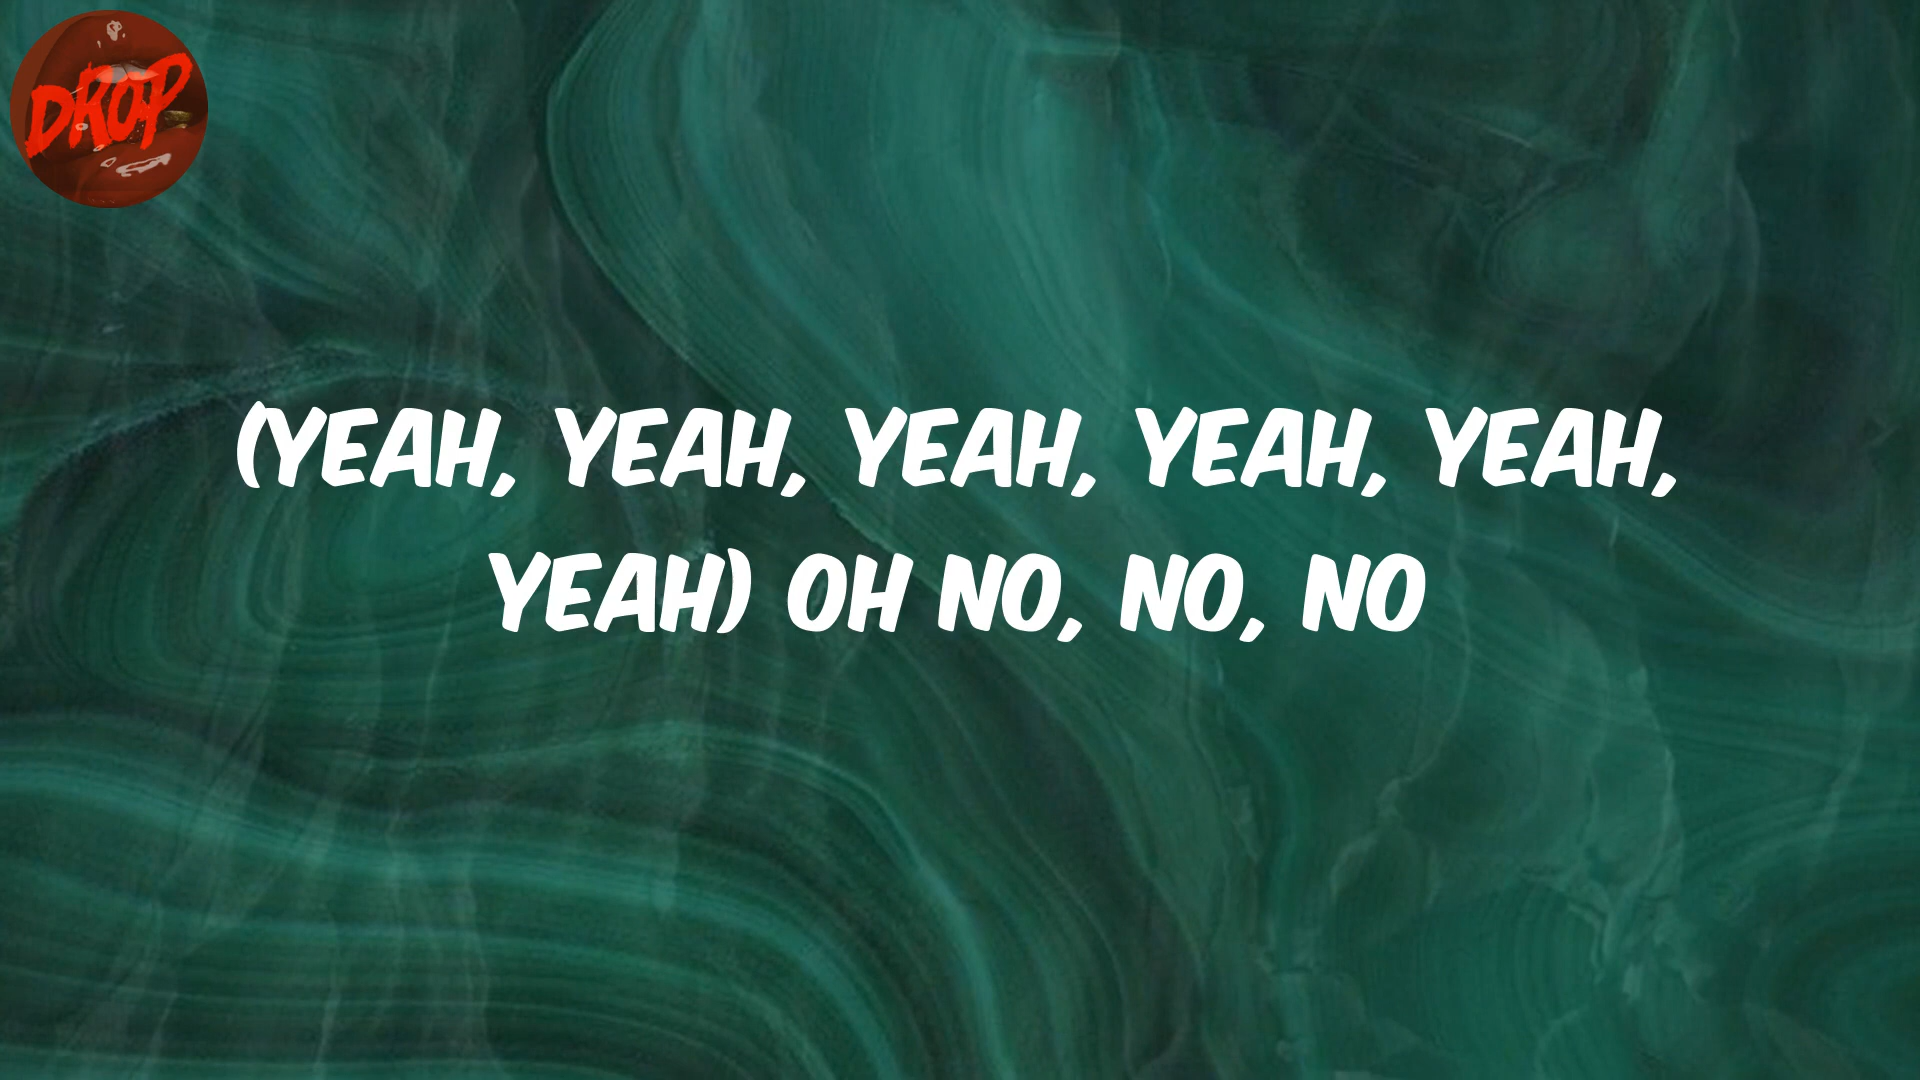 DROP
(YEAH, YEAH, YEAH, YEAH, YEAH,
YEAH) OH NO, NO, NO